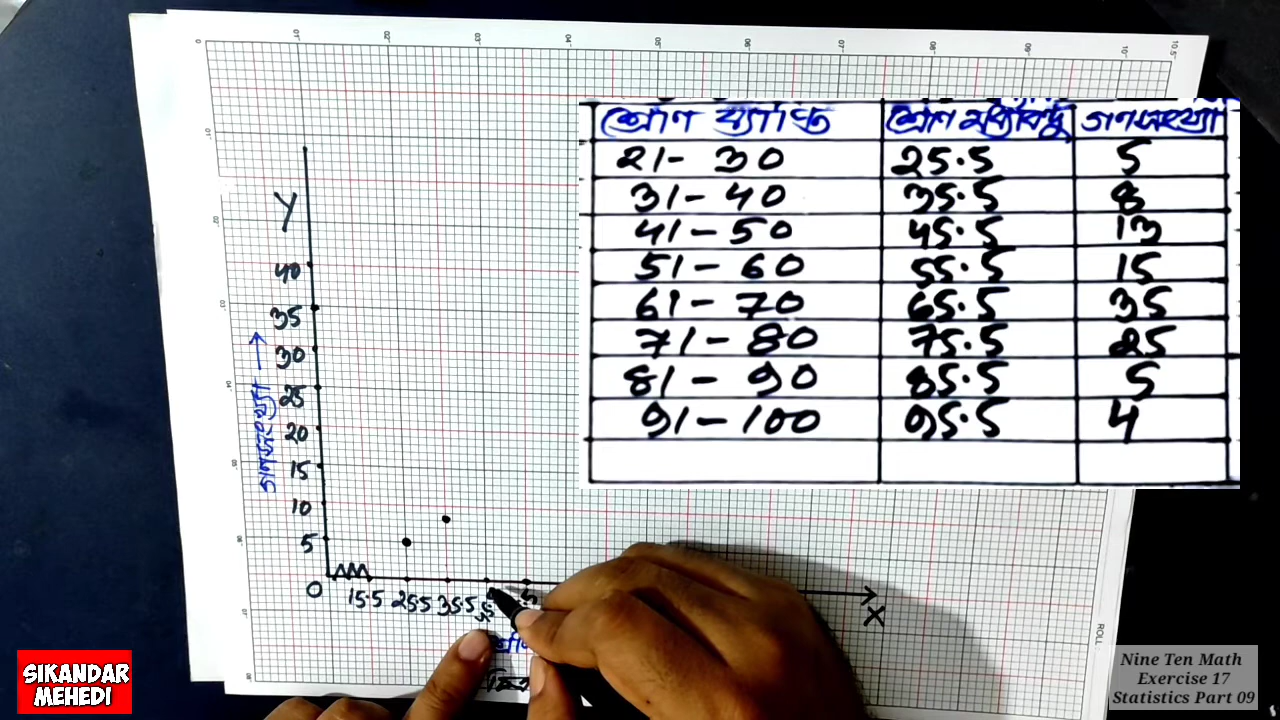 শ্রেণি ব্যাপ্তি শ্রেণি মধ্যবিন্দু গণসংখ্যা
21 - 30 25.5 5
31 - 40 35.5 8
41 - 50 45.5 13
51 - 60 55.5 15
61 - 70 65.5 35
71 - 80 75.5 25
81 - 90 85.5 5
91 - 100 95.5 4
Y
40
35
30
25
20
15
10
5
0
গণসংখ্যা →
15.5 25.5 35.5
X
ROLL:
SIKANDAR
MEHEDI
Nine Ten Math
Exercise 17
Statistics Part 09